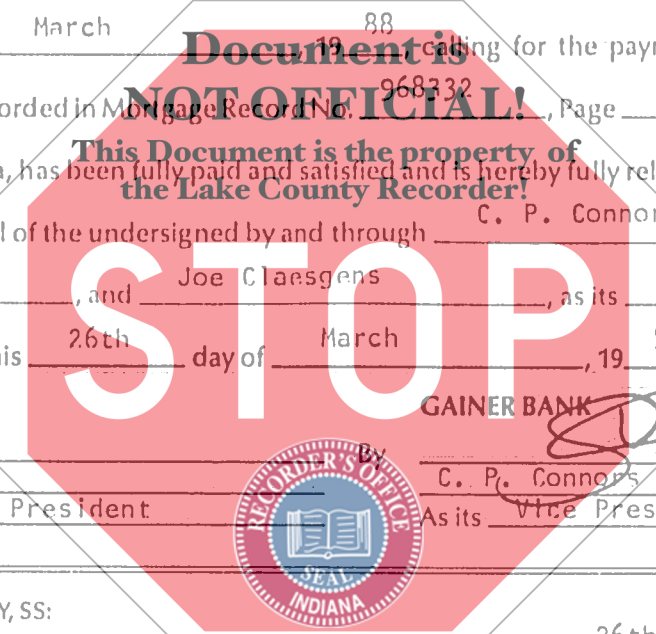 March 88
Document is
, 19 , calling for the payr
NOT OFFICIAL!
orded in Mortgage Record No. 968332 , Page
This Document is the property of
a, has been fully paid and satisfied and is hereby fully rel
the Lake County Recorder!
C. P. Connor
l of the undersigned by and through
Joe Claesgens
, and , as its
STOP
26th March
is day of , 19
GAINER BANK
By
C. P. Connors
President As its Vice Pres
RECORDER'S OFFICE
SEAL
INDIANA
Y, SS:
26th